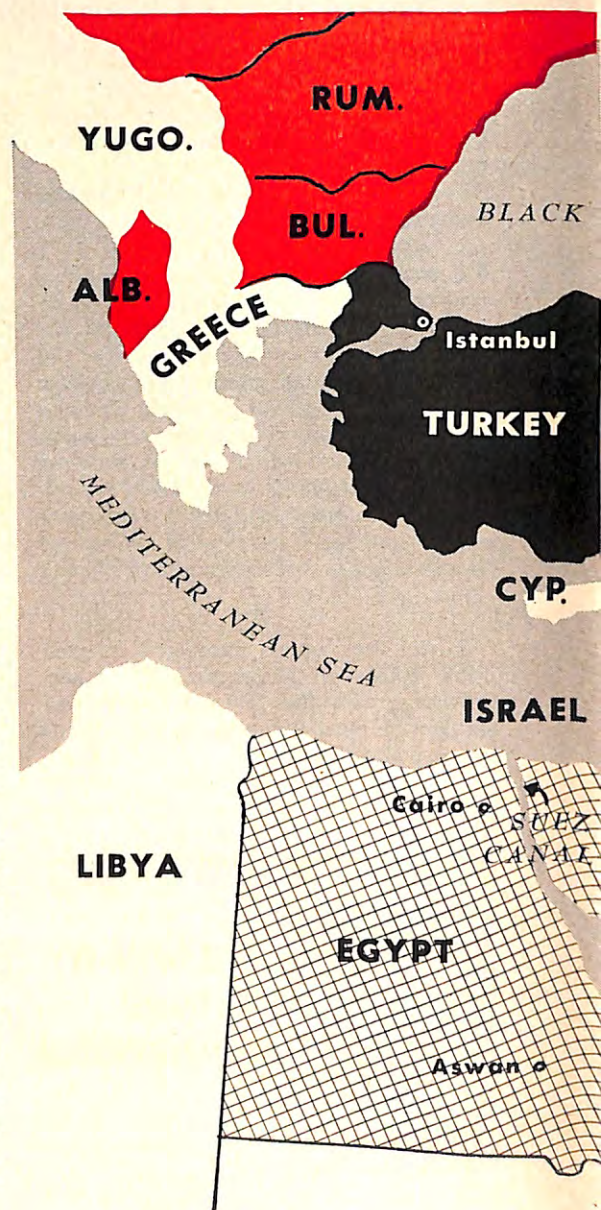 RUM.
YUGO.
BLACK
BUL.
ALB.
GREECE
Istanbul
TURKEY
MEDITERRANEAN SEA
CYP.
ISRAEL
Cairo
SUEZ
CANAL
LIBYA
EGYPT
Aswan